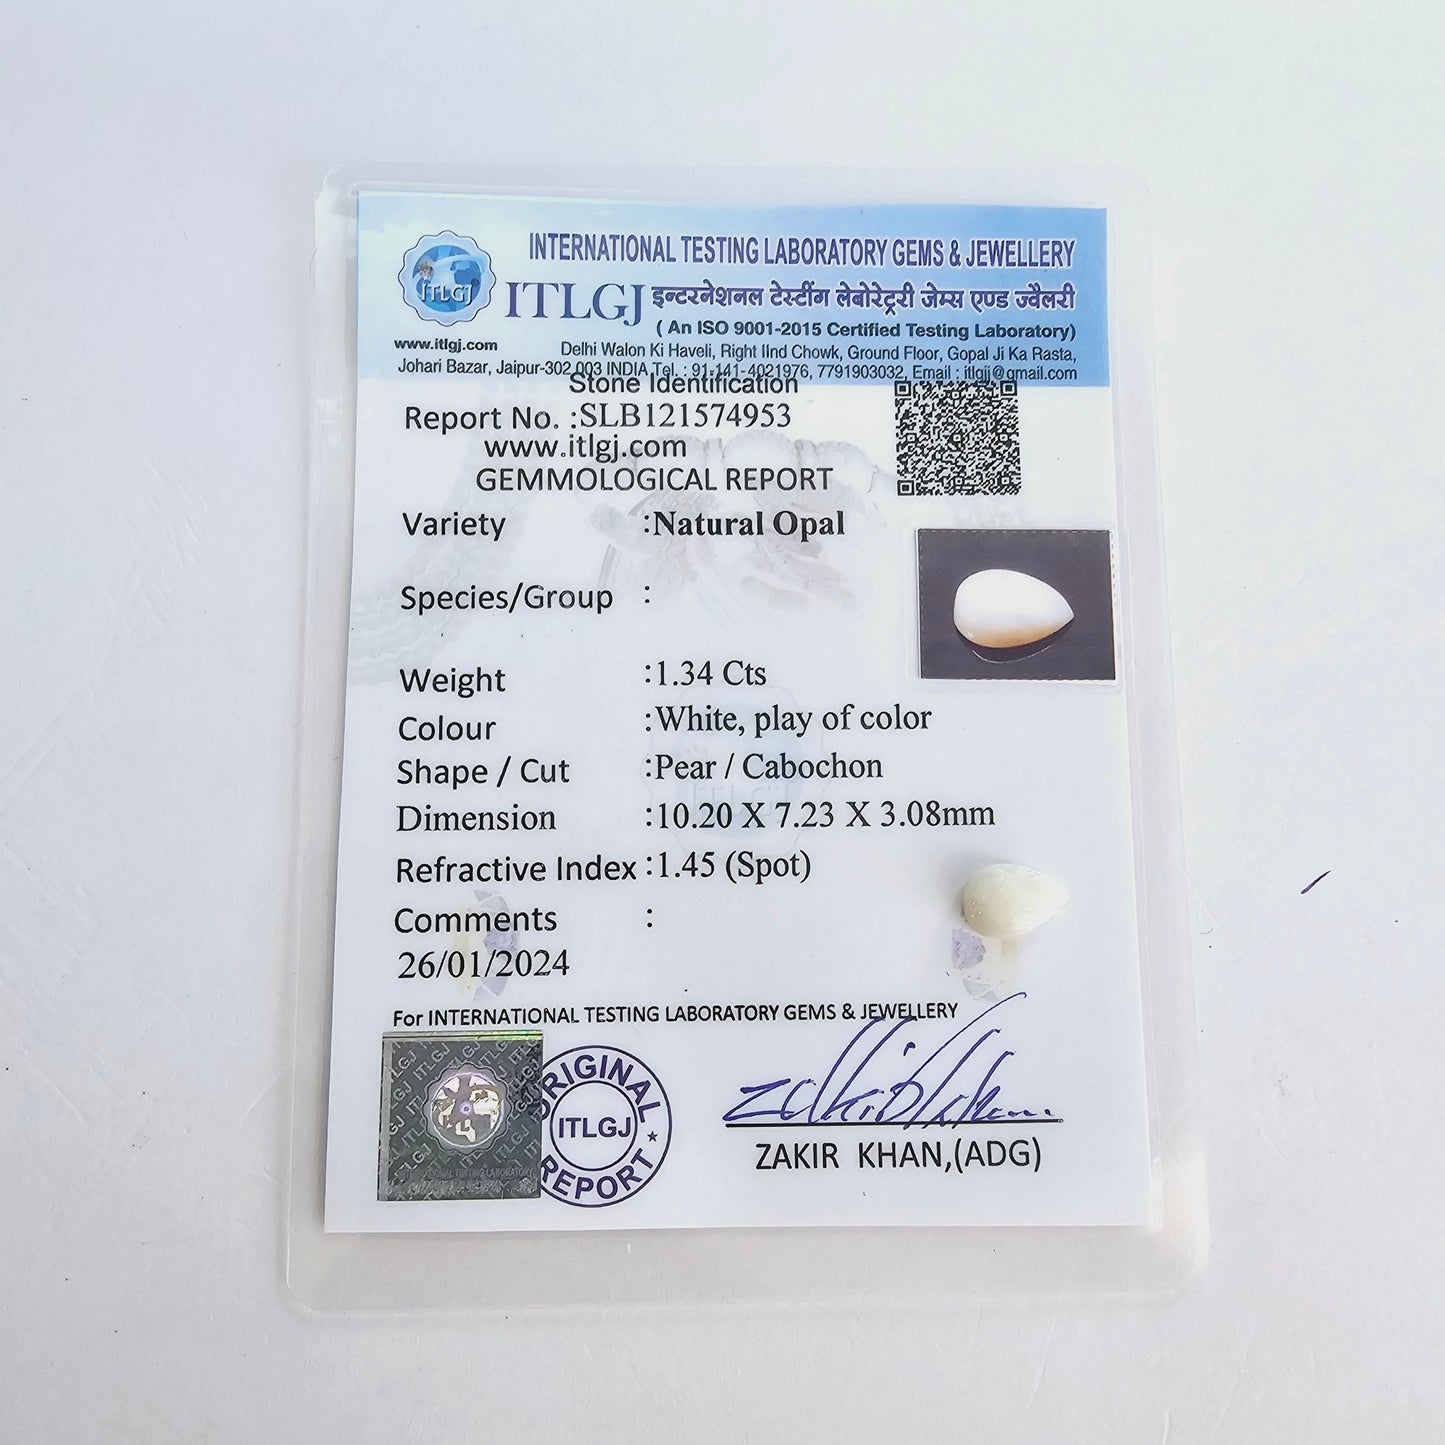 INTERNATIONAL TESTING LABORATORY GEMS & JEWELLERY
ITLGJ
ITLGJ इन्टरनेशनल टेस्टींग लेबोरेट्ररी जेम्स एण्ड ज्वैलरी
( An ISO 9001-2015 Certified Testing Laboratory)
www.itlgj.com
Delhi Walon Ki Haveli, Right IInd Chowk, Ground Floor, Gopal Ji Ka Rasta,
Johari Bazar, Jaipur-302 003 INDIA Tel. : 91-141-4021976, 7791903032, Email : itlgjj@gmail.com
Stone Identification
Report No. :SLB121574953
www.itlgj.com
GEMMOLOGICAL REPORT
Variety :Natural Opal
Species/Group :
Weight :1.34 Cts
Colour :White, play of color
Shape / Cut :Pear / Cabochon
Dimension :10.20 X 7.23 X 3.08mm
Refractive Index :1.45 (Spot)
Comments :
26/01/2024
For INTERNATIONAL TESTING LABORATORY GEMS & JEWELLERY
ORIGINAL
ITLGJ
REPORT
ZAKIR KHAN,(ADG)